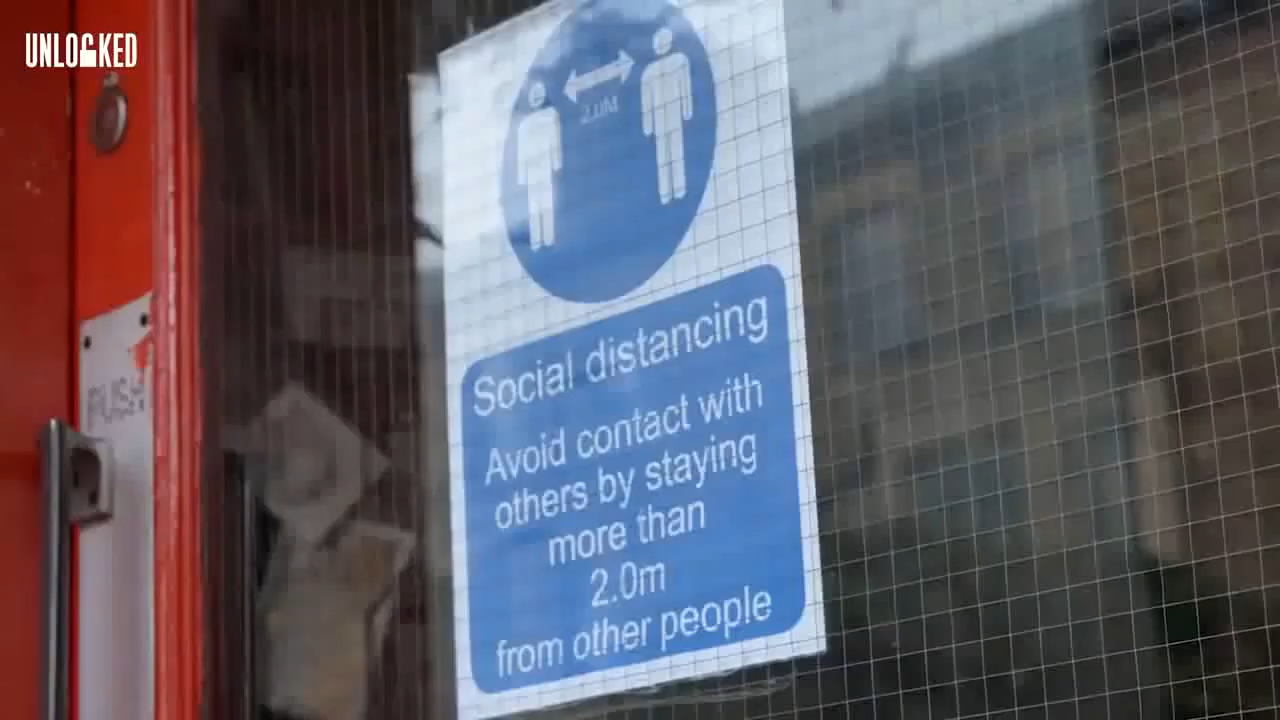 UNLOCKED
2.0M
Social distancing
Avoid contact with
others by staying
more than
2.0m
from other people
PUSH